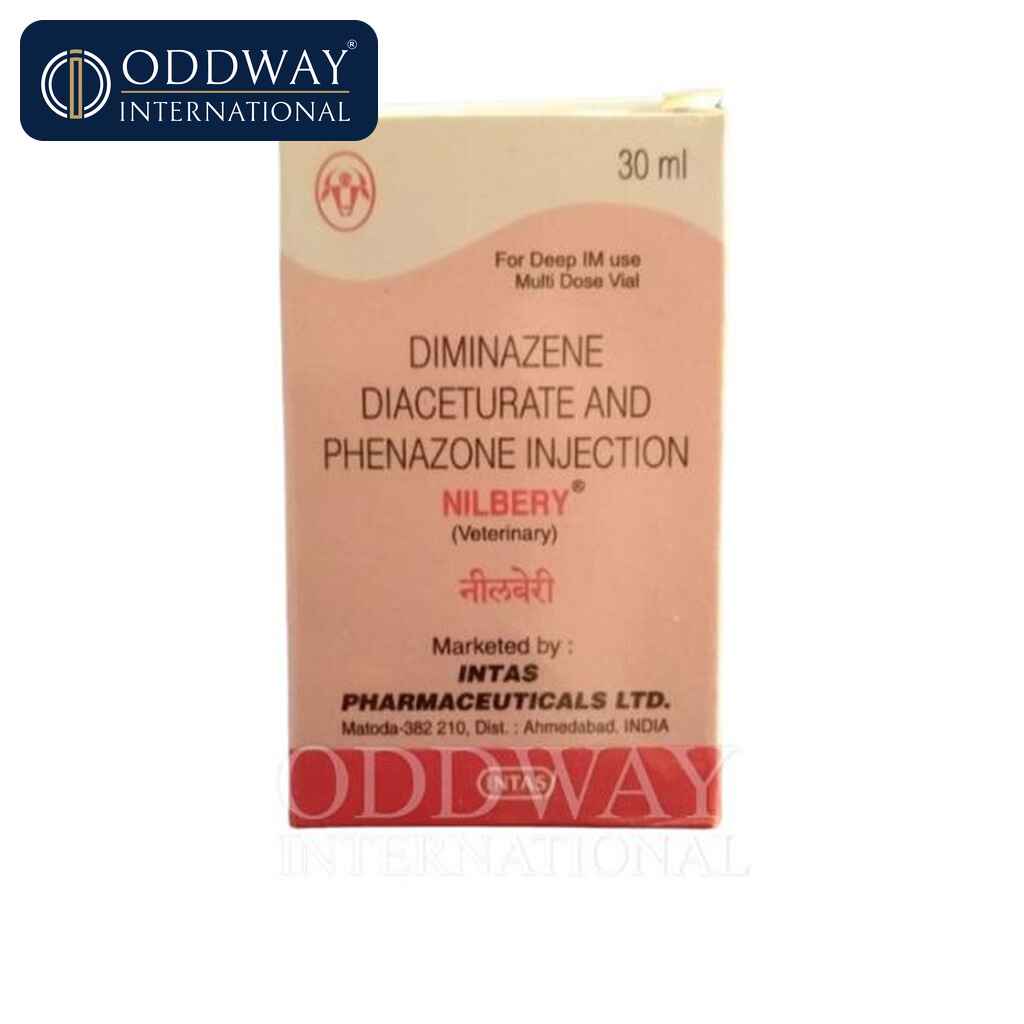 ODDWAY®
INTERNATIONAL
30 ml
For Deep IM use
Multi Dose Vial
DIMINAZENE
DIACETURATE AND
PHENAZONE INJECTION
NILBERY®
(Veterinary)
नीलबेरी
Marketed by :
INTAS
PHARMACEUTICALS LTD.
Matoda-382 210, Dist. : Ahmedabad, INDIA
ODDWAY
INTAS
INTERNATIONAL